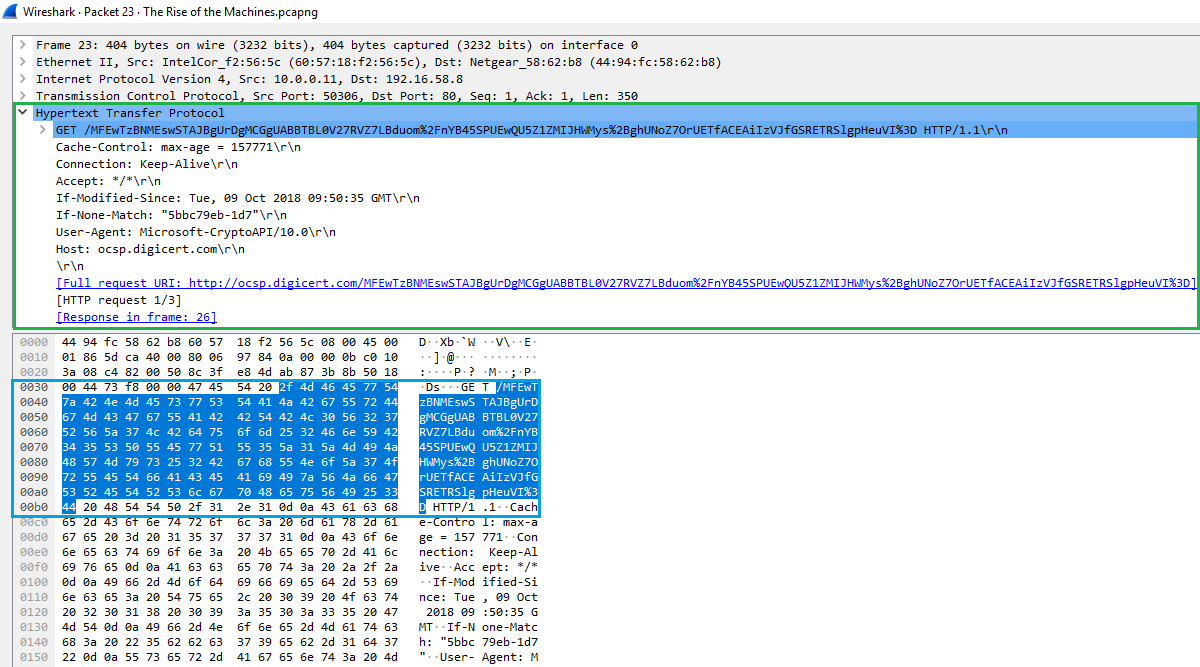 Wireshark · Packet 23 · The Rise of the Machines.pcapng
Frame 23: 404 bytes on wire (3232 bits), 404 bytes captured (3232 bits) on interface 0
Ethernet II, Src: IntelCor_f2:56:5c (60:57:18:f2:56:5c), Dst: Netgear_58:62:b8 (44:94:fc:58:62:b8)
Internet Protocol Version 4, Src: 10.0.0.11, Dst: 192.16.58.8
Transmission Control Protocol, Src Port: 50306, Dst Port: 80, Seq: 1, Ack: 1, Len: 350
Hypertext Transfer Protocol
GET /MFEwTzBNMEswSTAJBgUrDgMCGgUABBTBL0V27RVZ7LBduom%2FnYB45SPUEwQU5Z1ZMIJHWMys%2BghUNoZ7OrUETfACEAiIzVJfGSRETRSlgpHeuVI%3D HTTP/1.1\r\n
Cache-Control: max-age = 157771\r\n
Connection: Keep-Alive\r\n
Accept: */*\r\n
If-Modified-Since: Tue, 09 Oct 2018 09:50:35 GMT\r\n
If-None-Match: "5bbc79eb-1d7"\r\n
User-Agent: Microsoft-CryptoAPI/10.0\r\n
Host: ocsp.digicert.com\r\n
\r\n
[Full request URI: http://ocsp.digicert.com/MFEwTzBNMEswSTAJBgUrDgMCGgUABBTBL0V27RVZ7LBduom%2FnYB45SPUEwQU5Z1ZMIJHWMys%2BghUNoZ7OrUETfACEAiIzVJfGSRETRSlgpHeuVI%3D]
[HTTP request 1/3]
[Response in frame: 26]
0000 44 94 fc 58 62 b8 60 57 18 f2 56 5c 08 00 45 00 D··Xb·`W ··V\··E·
0010 01 86 5d ca 40 00 80 06 97 84 0a 00 00 0b c0 10 ··]·@··· ········
0020 3a 08 c4 82 00 50 8c 3f e8 4d ab 87 3b 8b 50 18 :····P·? ·M··;·P·
0030 00 44 73 f8 00 00 47 45 54 20 2f 4d 46 45 77 54 ·Ds···GE T /MFEwT
0040 7a 42 4e 4d 45 73 77 53 54 41 4a 42 67 55 72 44 zBNMEswS TAJBgUrD
0050 67 4d 43 47 67 55 41 42 42 54 42 4c 30 56 32 37 gMCGgUAB BTBL0V27
0060 52 56 5a 37 4c 42 64 75 6f 6d 25 32 46 6e 59 42 RVZ7LBdu om%2FnYB
0070 34 35 53 50 55 45 77 51 55 35 5a 31 5a 4d 49 4a 45SPUEwQ U5Z1ZMIJ
0080 48 57 4d 79 73 25 32 42 67 68 55 4e 6f 5a 37 4f HWMys%2B ghUNoZ7O
0090 72 55 45 54 66 41 43 45 41 69 49 7a 56 4a 66 47 rUETfACE AiIzVJfG
00a0 53 52 45 54 52 53 6c 67 70 48 65 75 56 49 25 33 SRETRSlg pHeuVI%3
00b0 44 20 48 54 54 50 2f 31 2e 31 0d 0a 43 61 63 68 D HTTP/1 .1··Cach
00c0 65 2d 43 6f 6e 74 72 6f 6c 3a 20 6d 61 78 2d 61 e-Contro l: max-a
00d0 67 65 20 3d 20 31 35 37 37 37 31 0d 0a 43 6f 6e ge = 157 771··Con
00e0 6e 65 63 74 69 6f 6e 3a 20 4b 65 65 70 2d 41 6c nection: Keep-Al
00f0 69 76 65 0d 0a 41 63 63 65 70 74 3a 20 2a 2f 2a ive··Acc ept: */*
0100 0d 0a 49 66 2d 4d 6f 64 69 66 69 65 64 2d 53 69 ··If-Mod ified-Si
0110 6e 63 65 3a 20 54 75 65 2c 20 30 39 20 4f 63 74 nce: Tue , 09 Oct
0120 20 32 30 31 38 20 30 39 3a 35 30 3a 33 35 20 47 2018 09 :50:35 G
0130 4d 54 0d 0a 49 66 2d 4e 6f 6e 65 2d 4d 61 74 63 MT··If-N one-Matc
0140 68 3a 20 22 35 62 62 63 37 39 65 62 2d 31 64 37 h: "5bbc 79eb-1d7
0150 22 0d 0a 55 73 65 72 2d 41 67 65 6e 74 3a 20 4d "··User- Agent: M